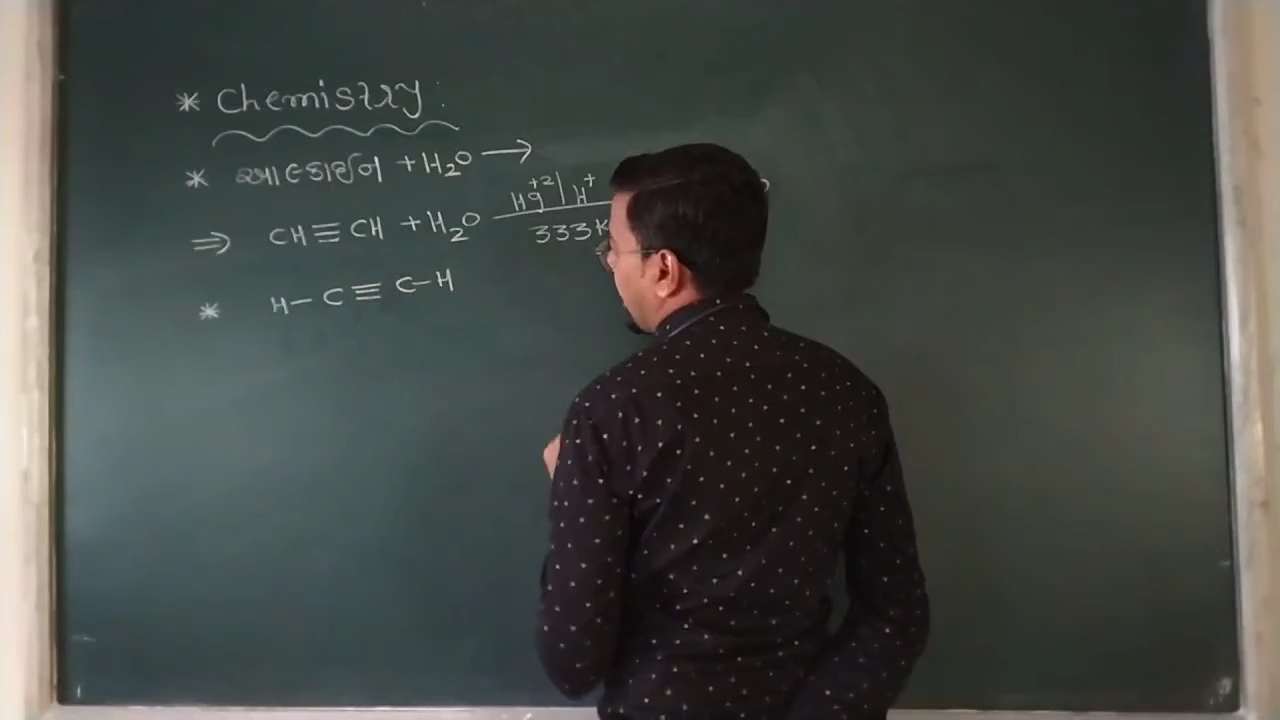 * Chemistry :
* આલ્કાઈન + H₂O ⟶
⇒ CH≡CH + H₂O Hg⁺²/H⁺ 333K
* H–C≡C–H